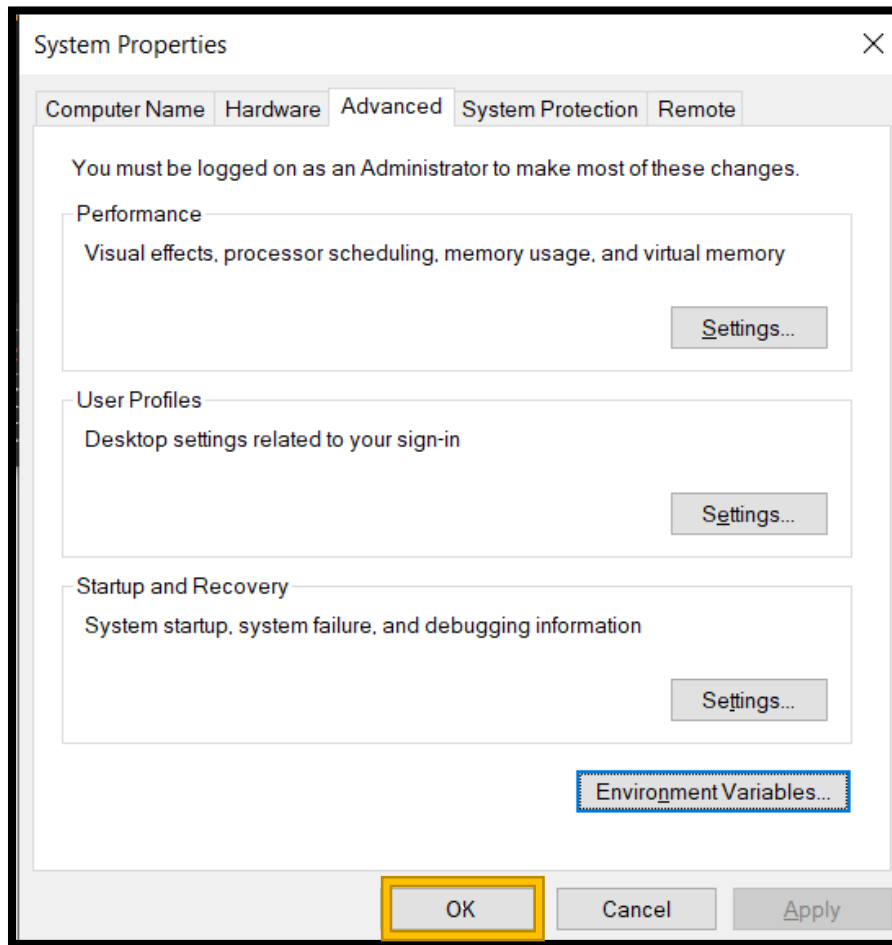 System Properties
Computer Name Hardware Advanced System Protection Remote
You must be logged on as an Administrator to make most of these changes.
Performance
Visual effects, processor scheduling, memory usage, and virtual memory
Settings...
User Profiles
Desktop settings related to your sign-in
Settings...
Startup and Recovery
System startup, system failure, and debugging information
Settings...
Environment Variables...
OK Cancel Apply